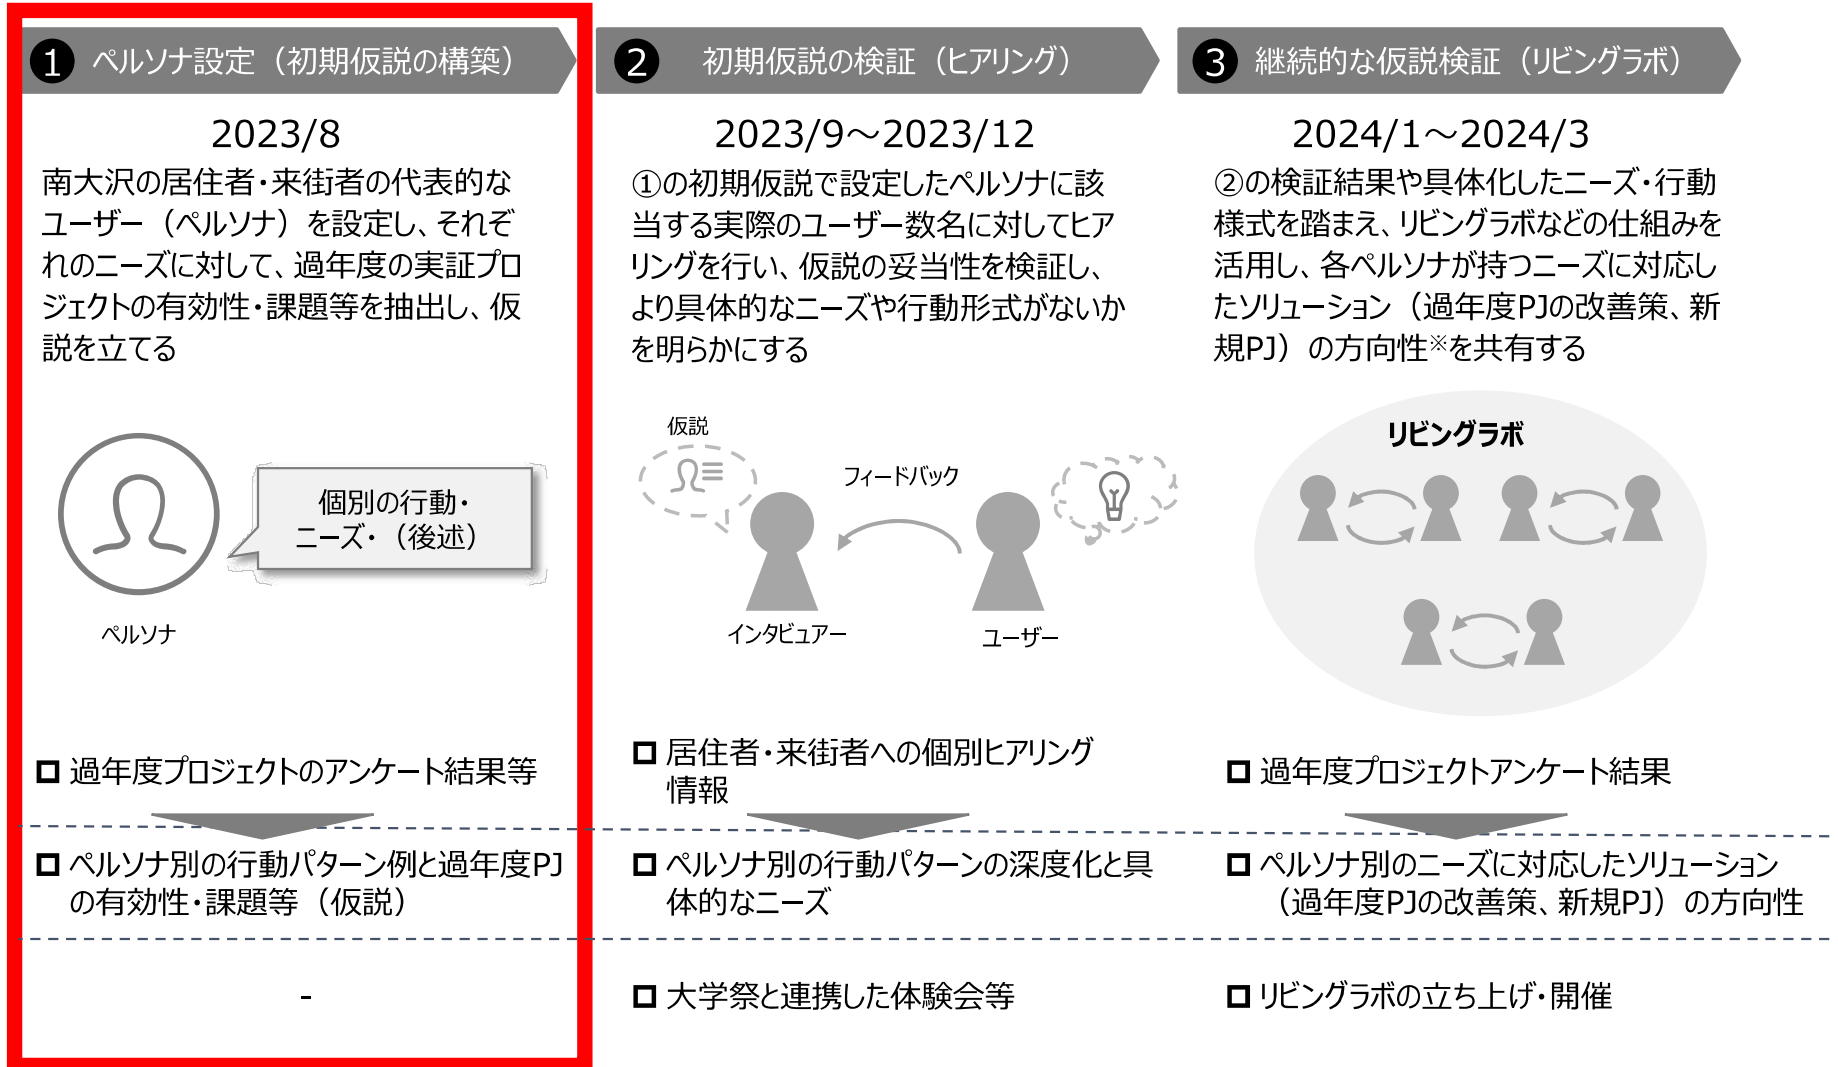 1 ペルソナ設定（初期仮説の構築）
2023/8
南大沢の居住者・来街者の代表的な
ユーザー（ペルソナ）を設定し、それぞ
れのニーズに対して、過年度の実証プロ
ジェクトの有効性・課題等を抽出し、仮
説を立てる
個別の行動・
ニーズ・（後述）
ペルソナ
過年度プロジェクトのアンケート結果等
ペルソナ別の行動パターン例と過年度PJ
の有効性・課題等（仮説）
-
2 初期仮説の検証（ヒアリング）
2023/9～2023/12
①の初期仮説で設定したペルソナに該
当する実際のユーザー数名に対してヒア
リングを行い、仮説の妥当性を検証し、
より具体的なニーズや行動形式がないか
を明らかにする
仮説
フィードバック
インタビュアー
ユーザー
居住者・来街者への個別ヒアリング
情報
ペルソナ別の行動パターンの深度化と具
体的なニーズ
大学祭と連携した体験会等
3 継続的な仮説検証（リビングラボ）
2024/1～2024/3
②の検証結果や具体化したニーズ・行動
様式を踏まえ、リビングラボなどの仕組みを
活用し、各ペルソナが持つニーズに対応し
たソリューション（過年度PJの改善策、新
規PJ）の方向性※を共有する
リビングラボ
過年度プロジェクトアンケート結果
ペルソナ別のニーズに対応したソリューション
（過年度PJの改善策、新規PJ）の方向性
リビングラボの立ち上げ・開催